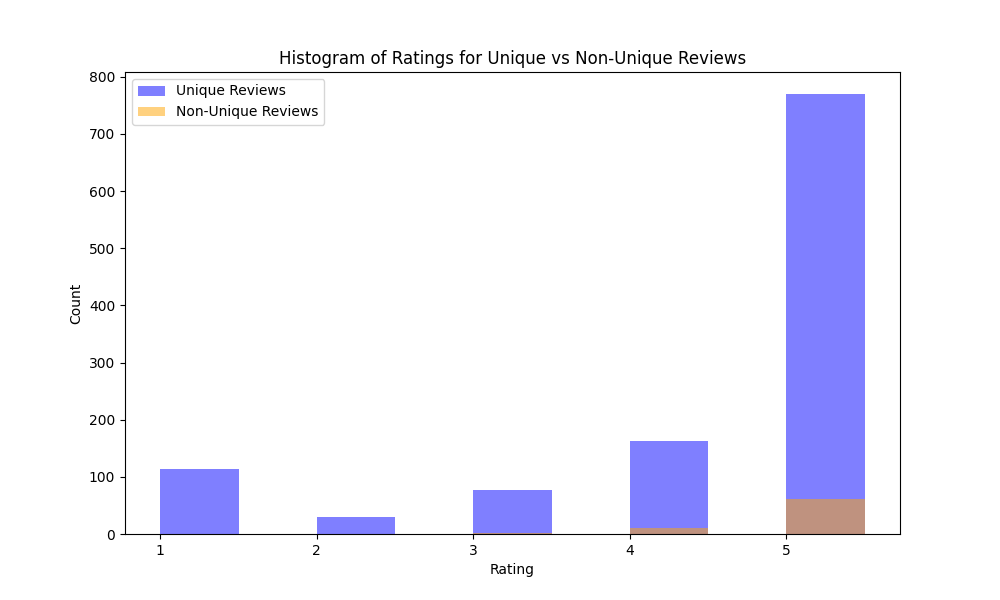 Histogram of Ratings for Unique vs Non-Unique Reviews
Unique Reviews
Non-Unique Reviews
800
700
600
500
400
300
200
100
0
Count
1 2 3 4 5
Rating